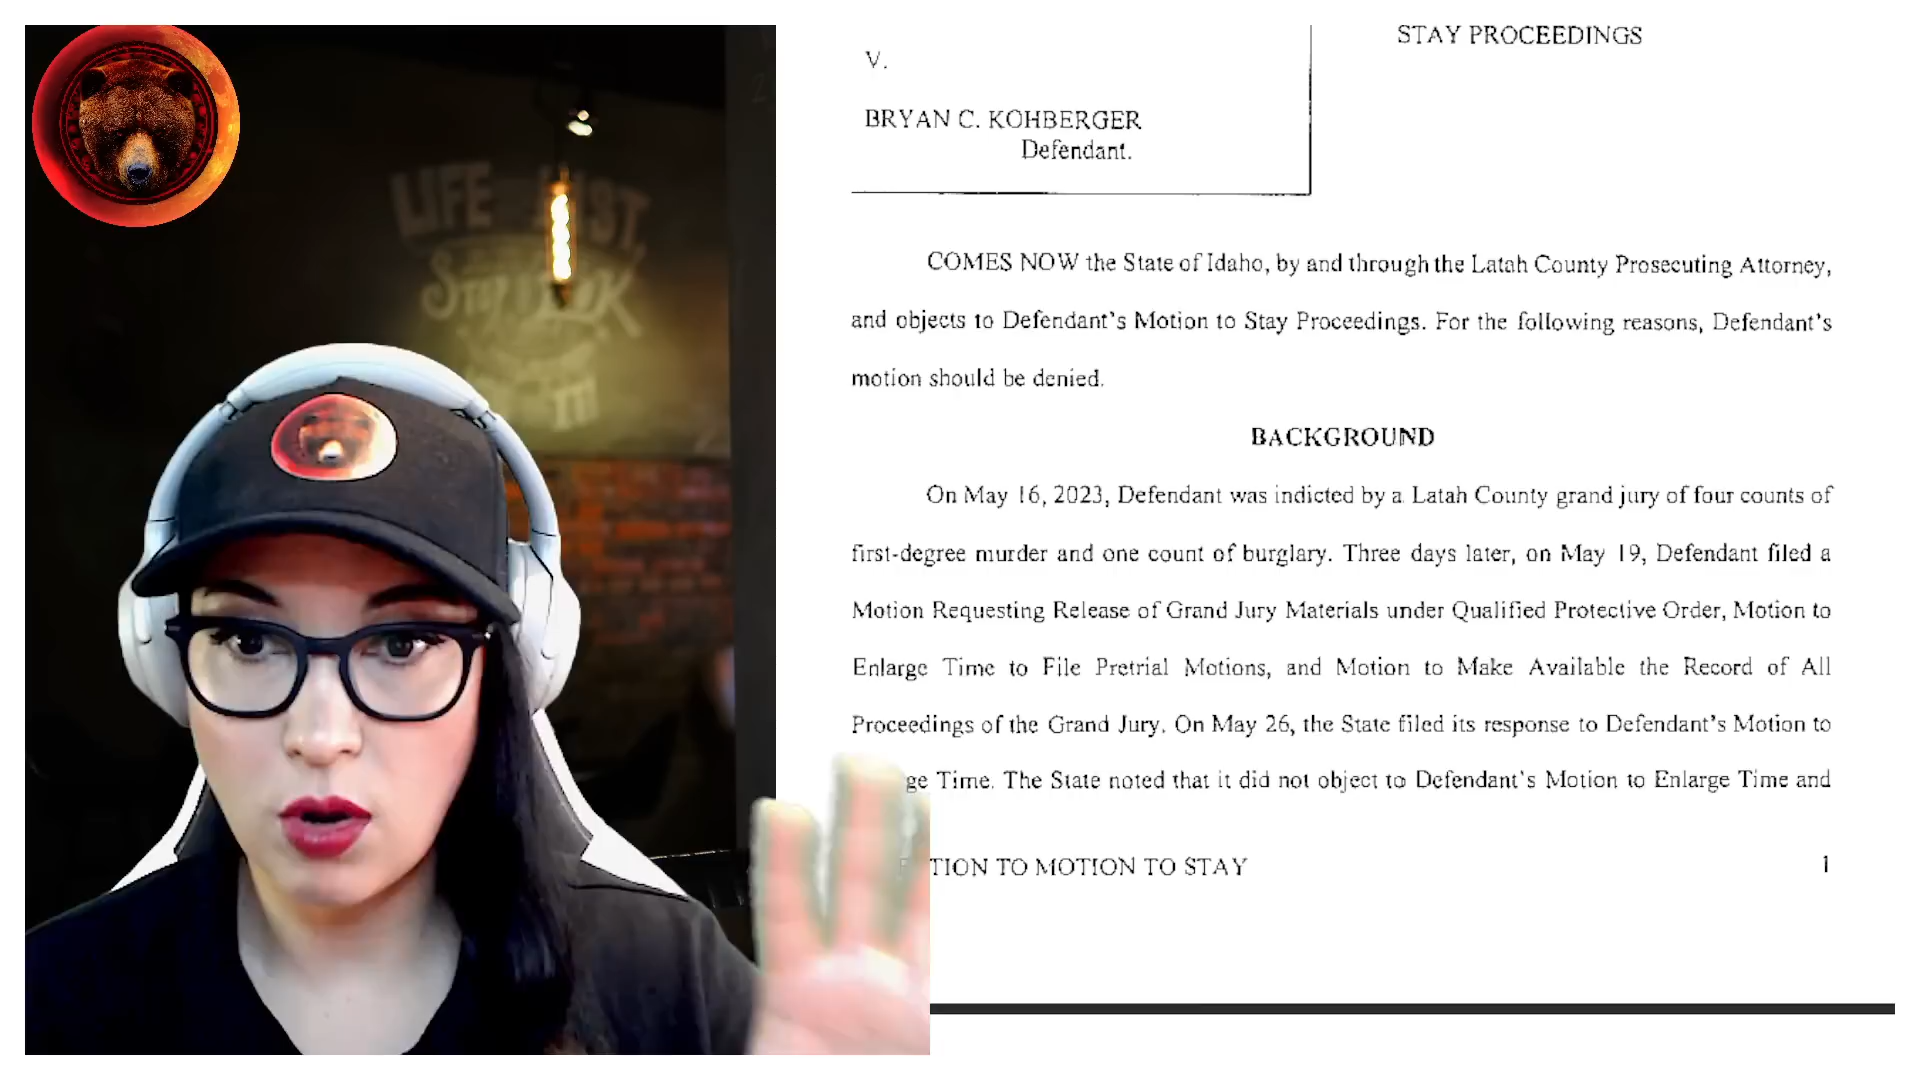 LIFE
STAY PROCEEDINGS
V.
BRYAN C. KOHBERGER
Defendant.
COMES NOW the State of Idaho, by and through the Latah County Prosecuting Attorney,
and objects to Defendant's Motion to Stay Proceedings. For the following reasons, Defendant's
motion should be denied.
BACKGROUND
On May 16, 2023, Defendant was indicted by a Latah County grand jury of four counts of
first-degree murder and one count of burglary. Three days later, on May 19, Defendant filed a
Motion Requesting Release of Grand Jury Materials under Qualified Protective Order, Motion to
Enlarge Time to File Pretrial Motions, and Motion to Make Available the Record of All
Proceedings of the Grand Jury. On May 26, the State filed its response to Defendant's Motion to
ge Time. The State noted that it did not object to Defendant's Motion to Enlarge Time and
TION TO MOTION TO STAY 1